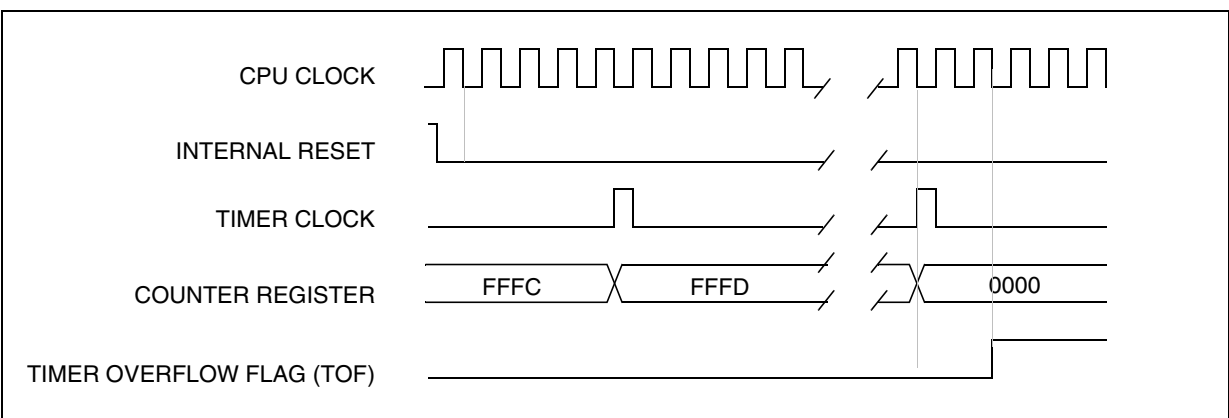 CPU CLOCK
INTERNAL RESET
TIMER CLOCK
COUNTER REGISTER FFFC FFFD 0000
TIMER OVERFLOW FLAG (TOF)